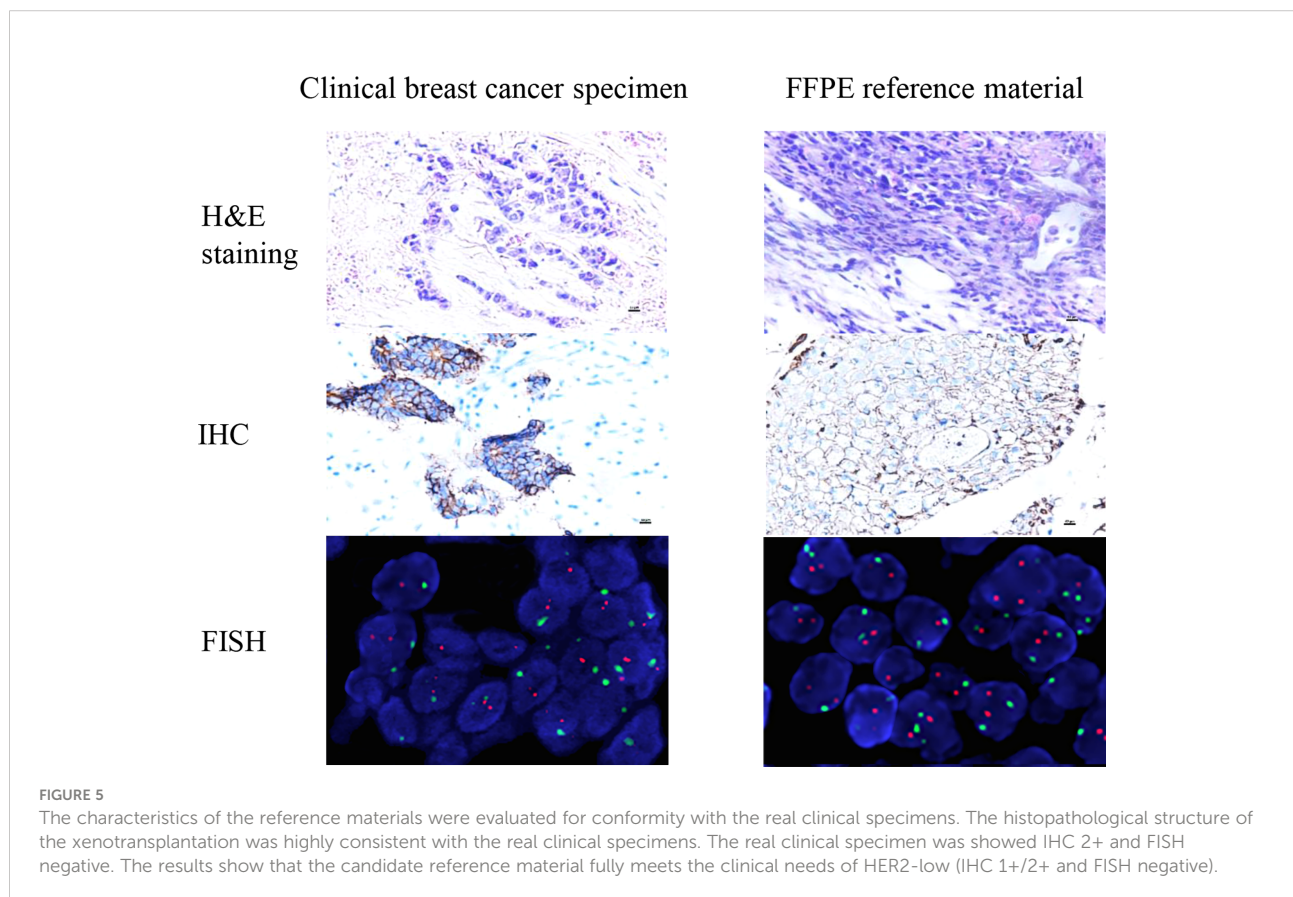 Clinical breast cancer specimen
FFPE reference material
H&E
staining
IHC
FISH
FIGURE 5
The characteristics of the reference materials were evaluated for conformity with the real clinical specimens. The histopathological structure of
the xenotransplantation was highly consistent with the real clinical specimens. The real clinical specimen was showed IHC 2+ and FISH
negative. The results show that the candidate reference material fully meets the clinical needs of HER2-low (IHC 1+/2+ and FISH negative).